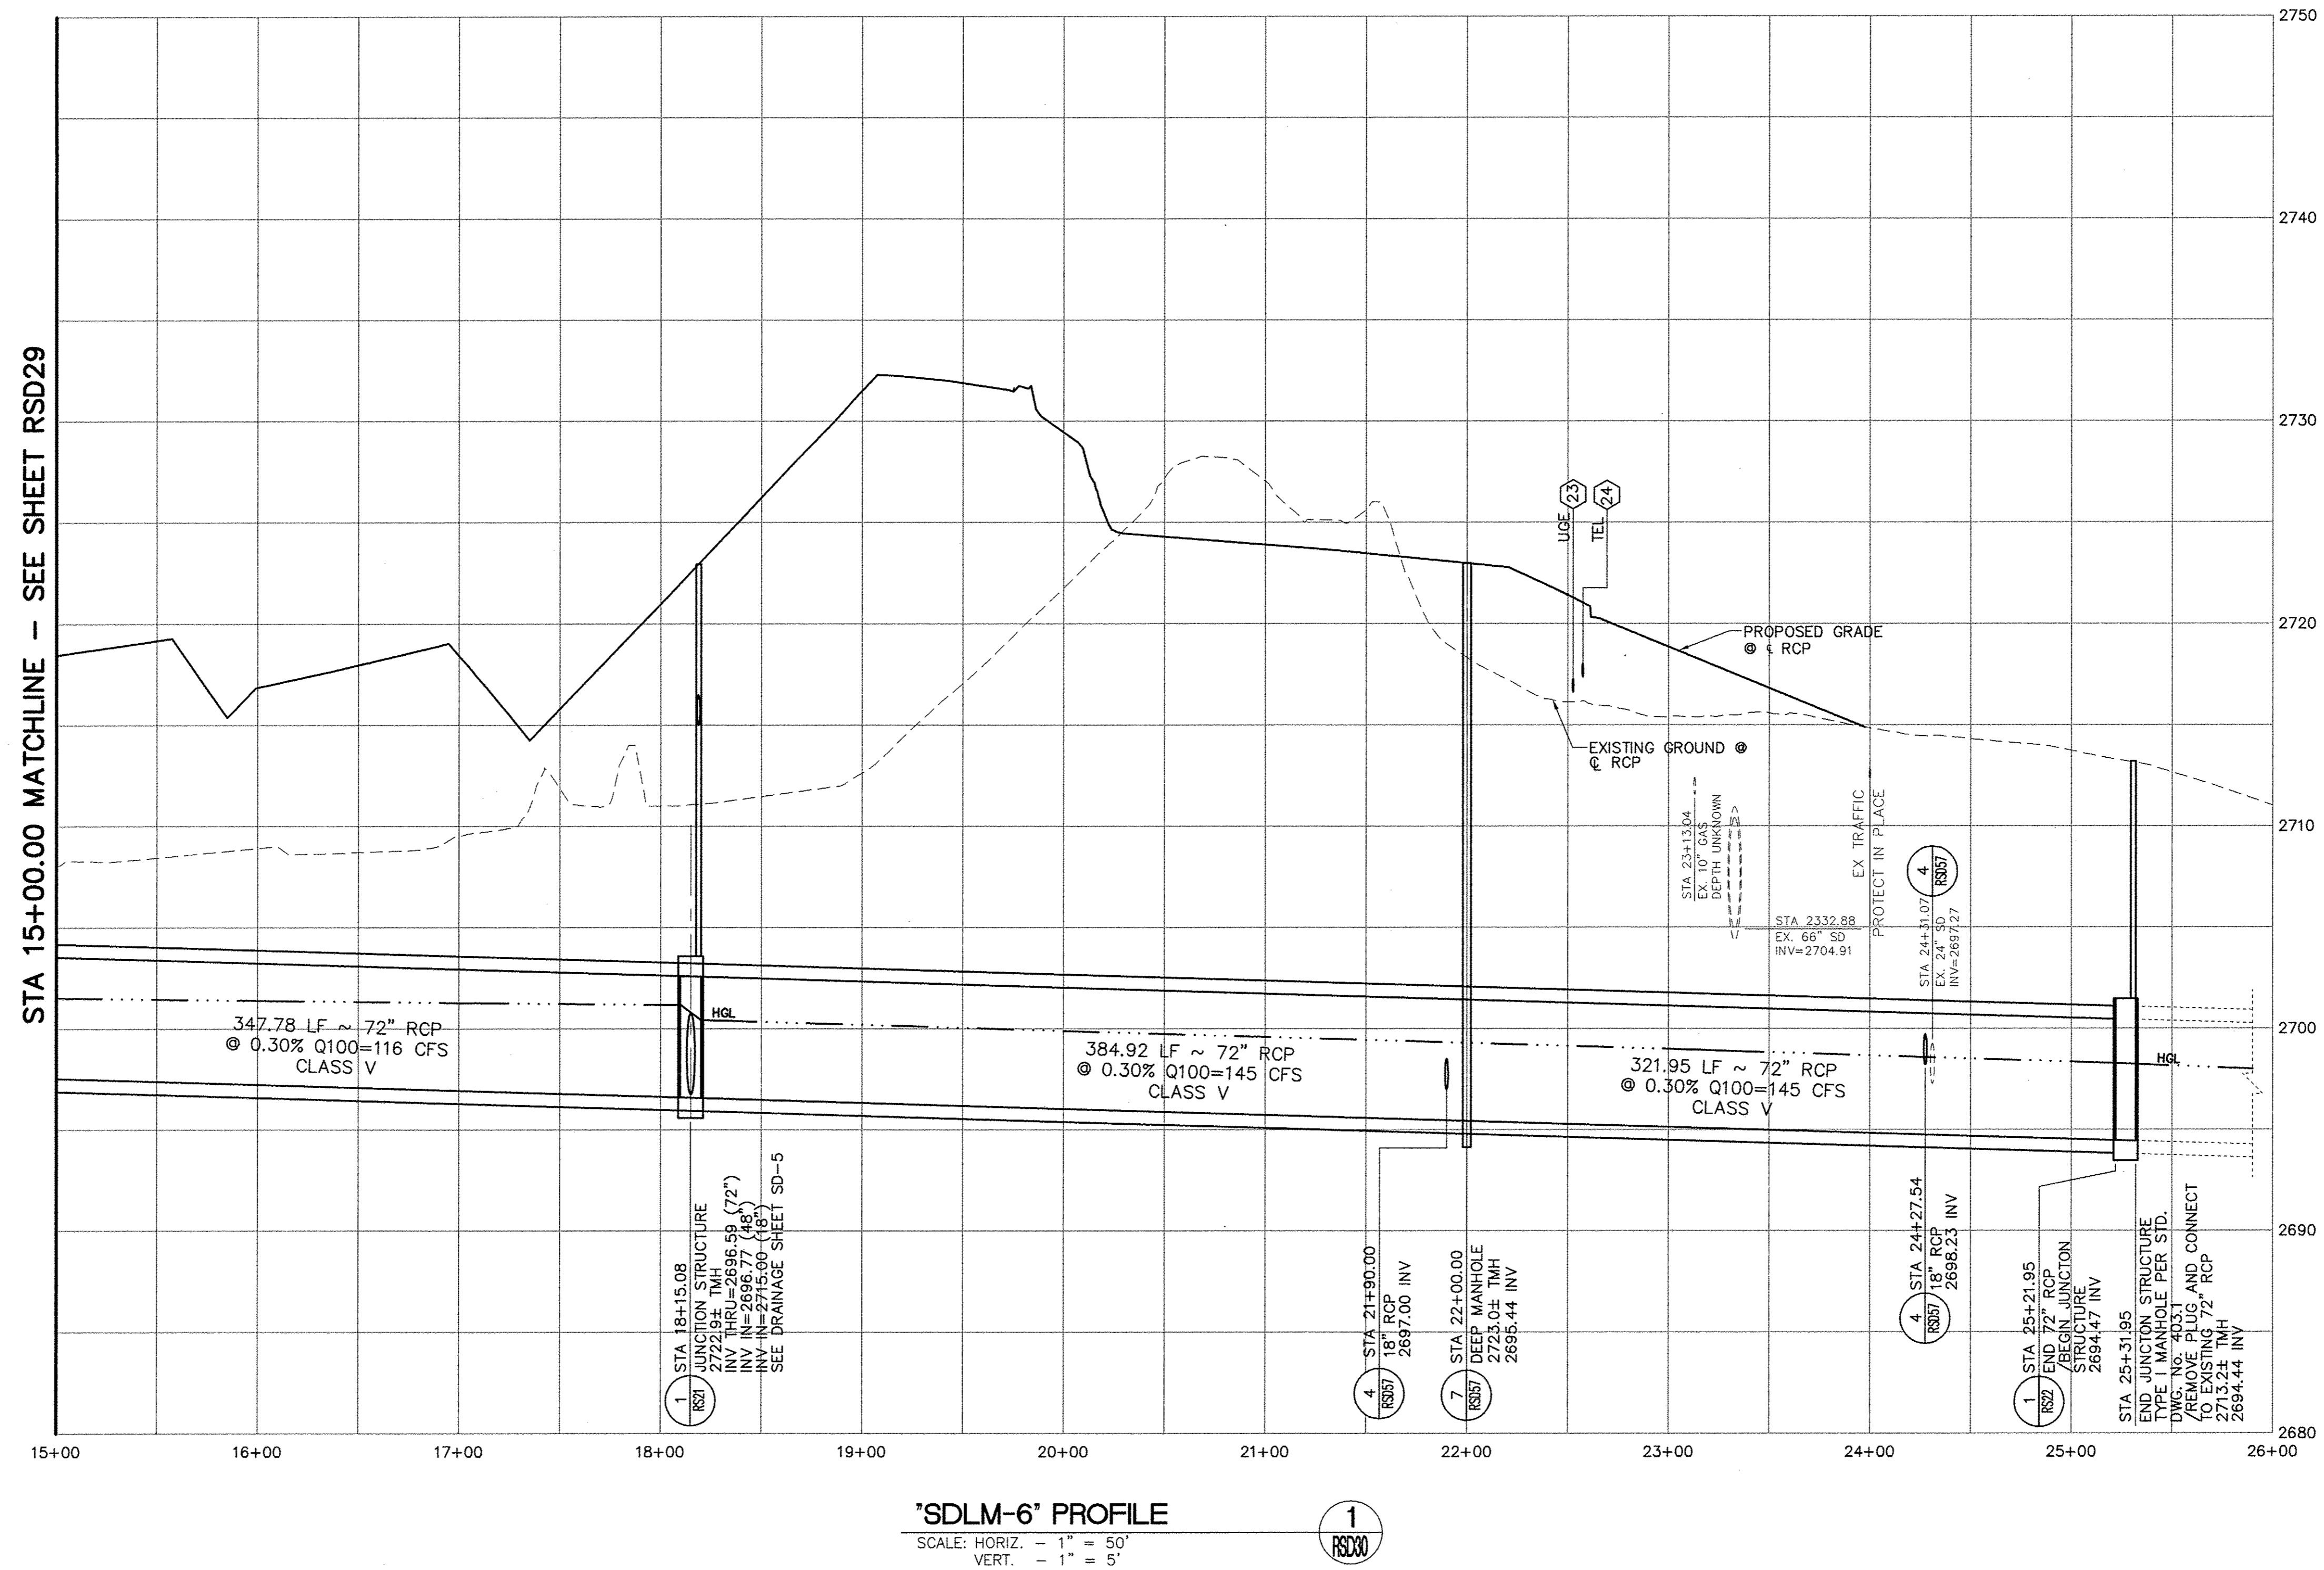 STA 15+00.00 MATCHLINE - SEE SHEET RSD29
2750
2740
2730
2720
2710
2700
2690
2680
UGE 23
TEL 24
PROPOSED GRADE
@ ℄ RCP
EXISTING GROUND @
℄ RCP
STA 23+13.04
EX. 10" GAS
DEPTH UNKNOWN
STA 2332.88
EX. 66" SD
INV=2704.91
EX TRAFFIC
PROTECT IN PLACE
4
RSD57
STA 24+31.07
EX. 24" SD
INV=2697.27
HGL
HGL
347.78 LF ~ 72" RCP
@ 0.30% Q100=116 CFS
CLASS V
384.92 LF ~ 72" RCP
@ 0.30% Q100=145 CFS
CLASS V
321.95 LF ~ 72" RCP
@ 0.30% Q100=145 CFS
CLASS V
1
RS21
STA 18+15.08
JUNCTION STRUCTURE
2722.9± TMH
INV THRU=2696.59 (72")
INV IN=2696.77 (48")
INV IN=2715.00 (18")
SEE DRAINAGE SHEET SD-5
4
RSD57
STA 21+90.00
18" RCP
2697.00 INV
7
RSD57
STA 22+00.00
DEEP MANHOLE
2723.0± TMH
2695.44 INV
4
RSD57
STA 24+27.54
18" RCP
2698.23 INV
1
RS22
STA 25+21.95
END 72" RCP
/BEGIN JUNCTON
STRUCTURE
2694.47 INV
STA 25+31.95
END JUNCTON STRUCTURE
TYPE I MANHOLE PER STD.
DWG. No. 4031
/REMOVE PLUG AND CONNECT
TO EXISTING 72" RCP
2713.2± TMH
2694.44 INV
15+00
16+00
17+00
18+00
19+00
20+00
21+00
22+00
23+00
24+00
25+00
26+00
"SDLM-6" PROFILE
SCALE: HORIZ. - 1" = 50'
VERT. - 1" = 5'
1
RSD30